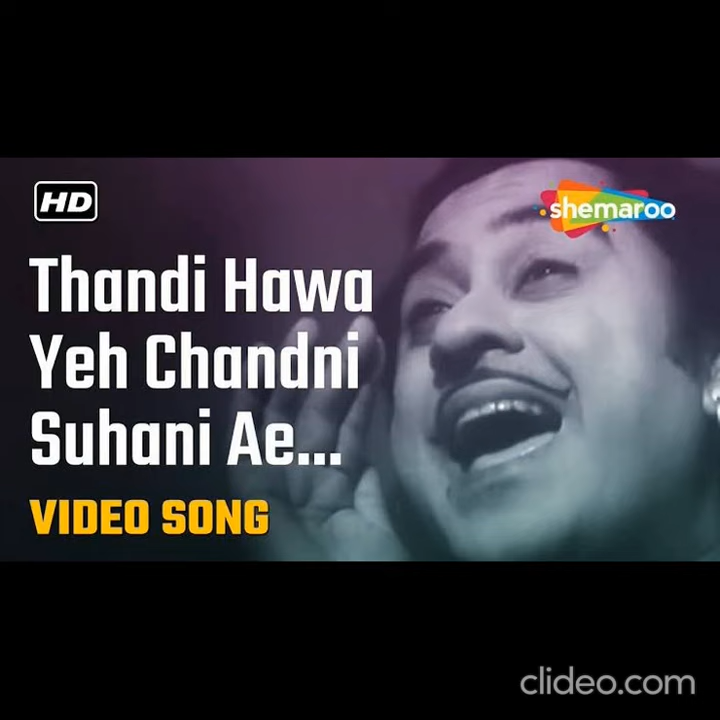 HD
shemaroo
Thandi Hawa
Yeh Chandni
Suhani Ae...
VIDEO SONG
clideo.com